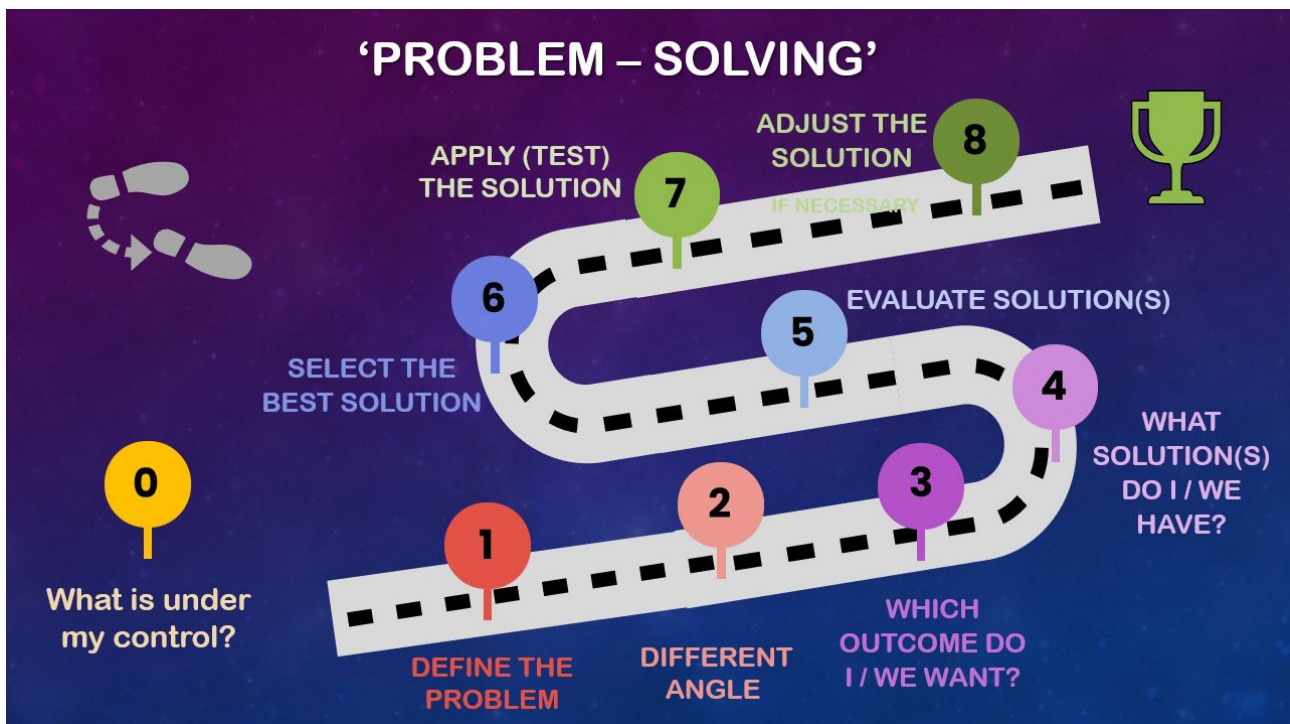 ‘PROBLEM – SOLVING’
0
What is under
my control?
1
DEFINE THE
PROBLEM
2
DIFFERENT
ANGLE
3
WHICH
OUTCOME DO
I / WE WANT?
4
WHAT
SOLUTION(S)
DO I / WE
HAVE?
5
EVALUATE SOLUTION(S)
6
SELECT THE
BEST SOLUTION
7
APPLY (TEST)
THE SOLUTION
8
ADJUST THE
SOLUTION
IF NECESSARY